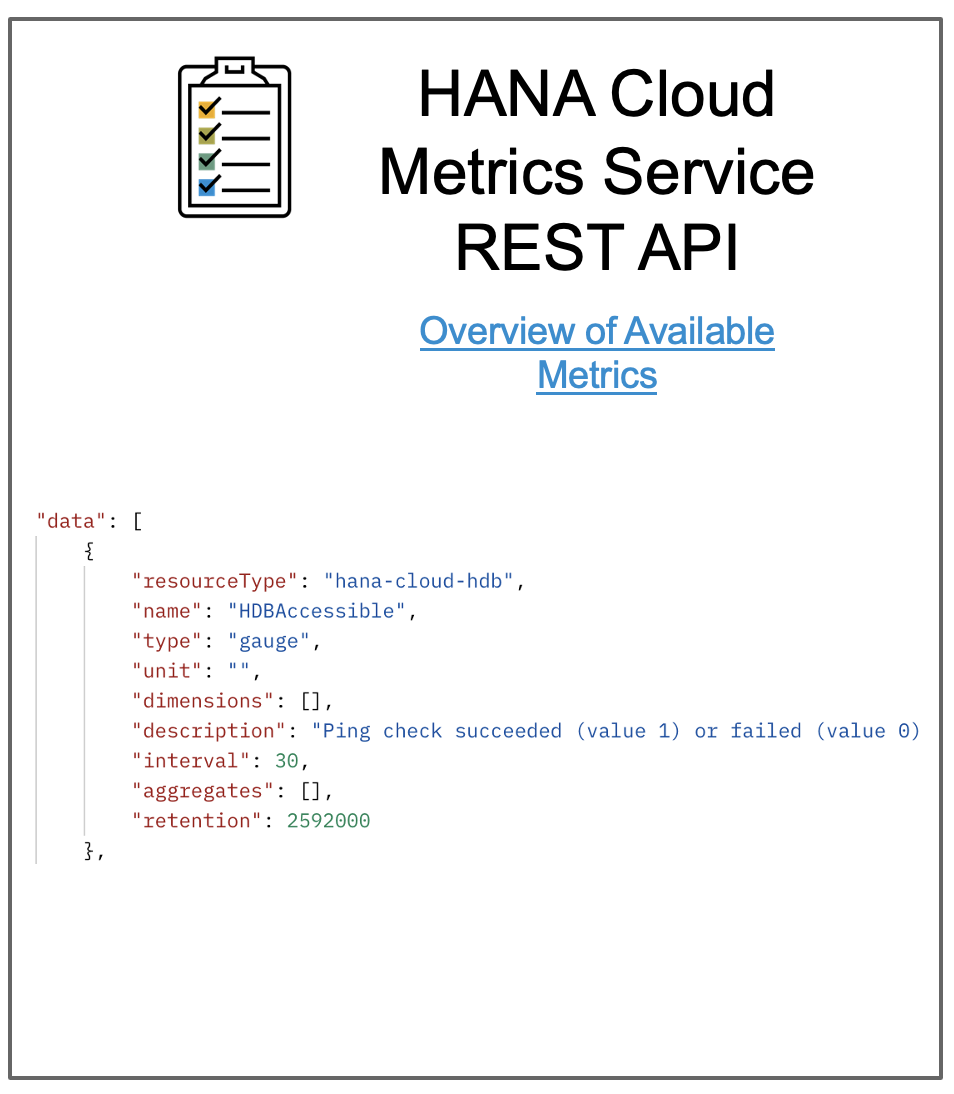 HANA Cloud
Metrics Service
REST API
Overview of Available
Metrics
"data": [
{
"resourceType": "hana-cloud-hdb",
"name": "HDBAccessible",
"type": "gauge",
"unit": "",
"dimensions": [],
"description": "Ping check succeeded (value 1) or failed (value 0)
"interval": 30,
"aggregates": [],
"retention": 2592000
},